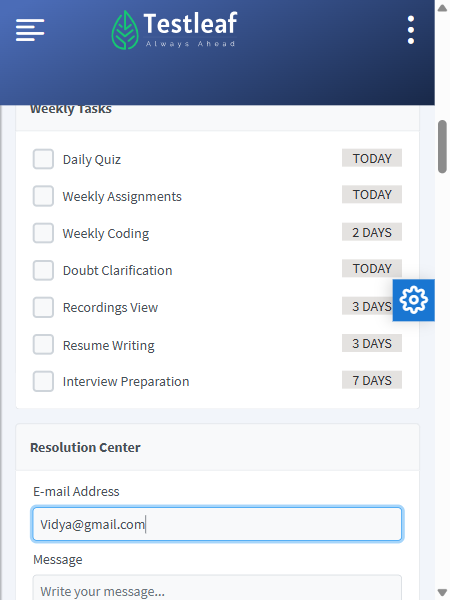 Testleaf
Always Ahead
Weekly Tasks
Daily Quiz TODAY
Weekly Assignments TODAY
Weekly Coding 2 DAYS
Doubt Clarification TODAY
Recordings View 3 DAYS
Resume Writing 3 DAYS
Interview Preparation 7 DAYS
Resolution Center
E-mail Address
Vidya@gmail.com
Message
Write your message...